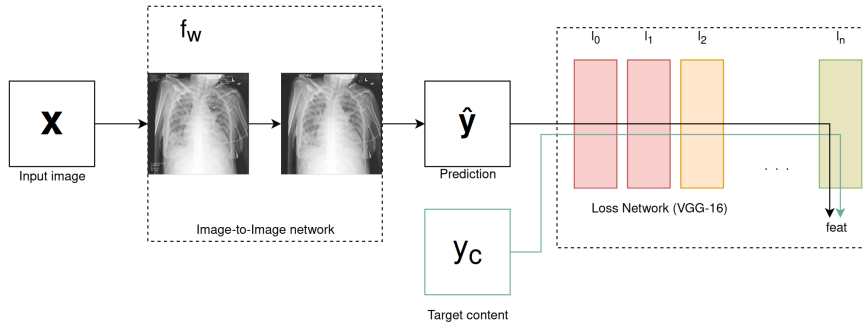 f_w
x
Input image
Image-to-Image network
ŷ
Prediction
y_c
Target content
l_0
l_1
l_2
l_n
. . .
Loss Network (VGG-16)
feat